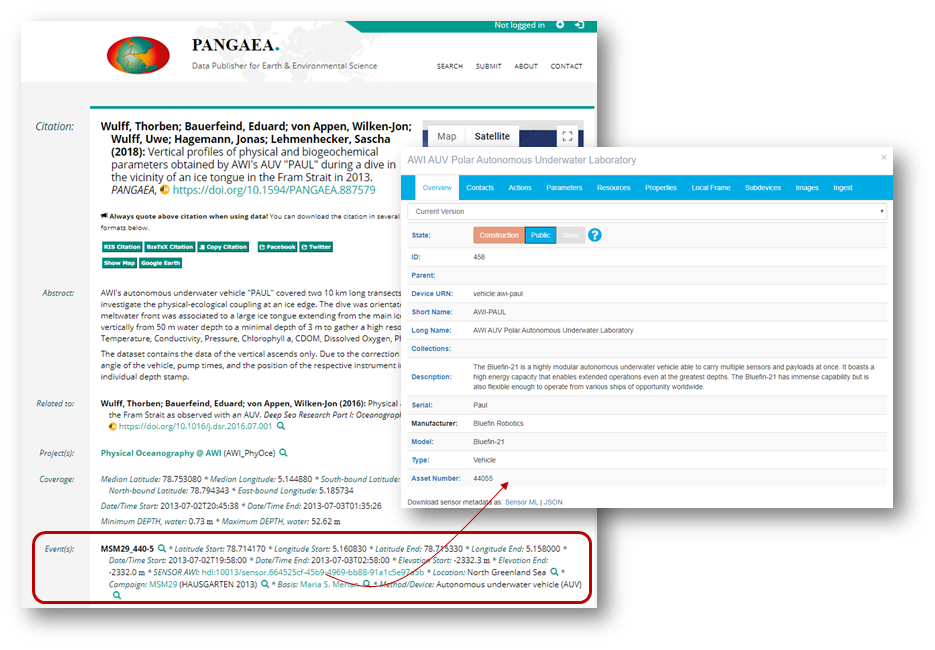 Not logged in
PANGAEA.
Data Publisher for Earth & Environmental Science
SEARCH SUBMIT ABOUT CONTACT
Citation:
Wulff, Thorben; Bauerfeind, Eduard; von Appen, Wilken-Jon;
Wulff, Uwe; Hagemann, Jonas; Lehmenhecker, Sascha
(2018): Vertical profiles of physical and biogeochemical
parameters obtained by AWI's AUV "PAUL" during a dive in
the vicinity of an ice tongue in the Fram Strait in 2013.
PANGAEA, https://doi.org/10.1594/PANGAEA.887579
Always quote above citation when using data! You can download the citation in several
formats below.
RIS Citation BibTeX Citation Copy Citation Facebook Twitter
Show Map Google Earth
Map Satellite
Abstract:
AWI's autonomous underwater vehicle "PAUL" covered two 10 km long transects
investigate the physical-ecological coupling at an ice edge. The dive was orientat
meltwater front was associated to a large ice tongue extending from the main ic
vertically from 50 m water depth to a minimal depth of 3 m to gather a high reso
Temperature, Conductivity, Pressure, Chlorophyll a, CDOM, Dissolved Oxygen, P
The dataset contains the data of the vertical ascends only. Due to the correction
angle of the vehicle, pump times, and the position of the respective instrument i
individual depth stamp.
Related to:
Wulff, Thorben; Bauerfeind, Eduard; von Appen, Wilken-Jon (2016): Physical
the Fram Strait as observed with an AUV. Deep Sea Research Part I: Oceanograp
https://doi.org/10.1016/j.dsr.2016.07.001
Project(s):
Physical Oceanography @ AWI (AWI_PhyOce)
Coverage:
Median Latitude: 78.753080 * Median Longitude: 5.144880 * South-bound Latitude:
North-bound Latitude: 78.794343 * East-bound Longitude: 5.185734
Date/Time Start: 2013-07-02T20:45:38 * Date/Time End: 2013-07-03T01:35:26
Minimum DEPTH, water: 0.73 m * Maximum DEPTH, water: 52.62 m
Event(s):
MSM29_440-5 * Latitude Start: 78.714170 * Longitude Start: 5.160830 * Latitude End: 78.715330 * Longitude End: 5.158000 *
Date/Time Start: 2013-07-02T19:58:00 * Date/Time End: 2013-07-03T02:58:00 * Elevation Start: -2332.3 m * Elevation End:
-2332.0 m * SENSOR AWI: hdl:10013/sensor.664525cf-45b9-4969-bb88-91a1c5e97a5b * Location: North Greenland Sea *
Campaign: MSM29 (HAUSGARTEN 2013) * Basis: Maria S. Merian * Method/Device: Autonomous underwater vehicle (AUV)
AWI AUV Polar Autonomous Underwater Laboratory ×
Overview Contacts Actions Parameters Resources Properties Local Frame Subdevices Images Ingest
Current Version
State: Construction Public Store ?
ID: 458
Parent:
Device URN: vehicle:awi-paul
Short Name: AWI-PAUL
Long Name: AWI AUV Polar Autonomous Underwater Laboratory
Collections:
Description:
The Bluefin-21 is a highly modular autonomous underwater vehicle able to carry multiple sensors and payloads at once. It boasts a
high energy capacity that enables extended operations even at the greatest depths. The Bluefin-21 has immense capability but is
also flexible enough to operate from various ships of opportunity worldwide.
Serial: Paul
Manufacturer: Bluefin Robotics
Model: Bluefin-21
Type: Vehicle
Asset Number: 44055
Download sensor metadata as: Sensor ML | JSON